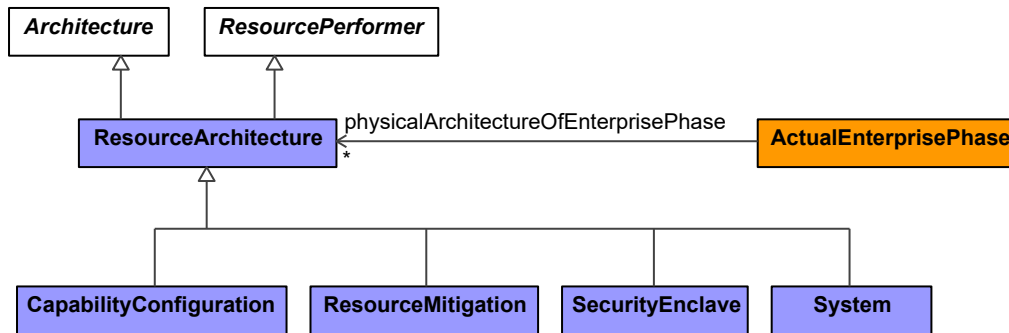 Architecture
ResourcePerformer
physicalArchitectureOfEnterprisePhase
ResourceArchitecture
*
ActualEnterprisePhase
CapabilityConfiguration
ResourceMitigation
SecurityEnclave
System